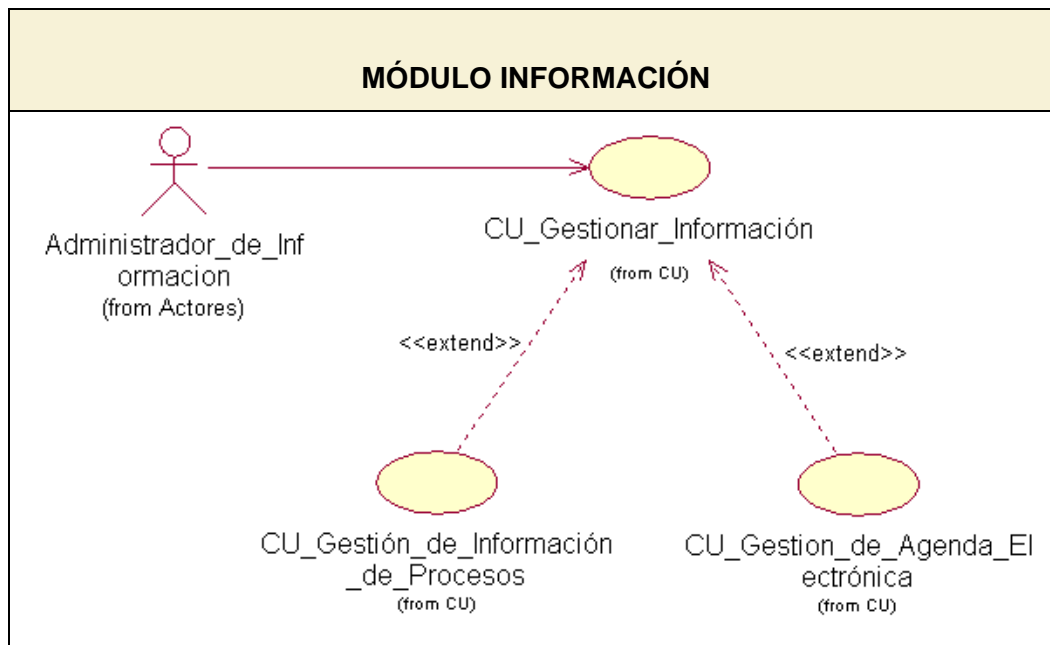 MÓDULO INFORMACIÓN
CU_Gestionar_Información
(from CU)
Administrador_de_Inf
ormacion
(from Actores)
<<extend>>
<<extend>>
CU_Gestión_de_Información
_de_Procesos
(from CU)
CU_Gestion_de_Agenda_El
ectrónica
(from CU)